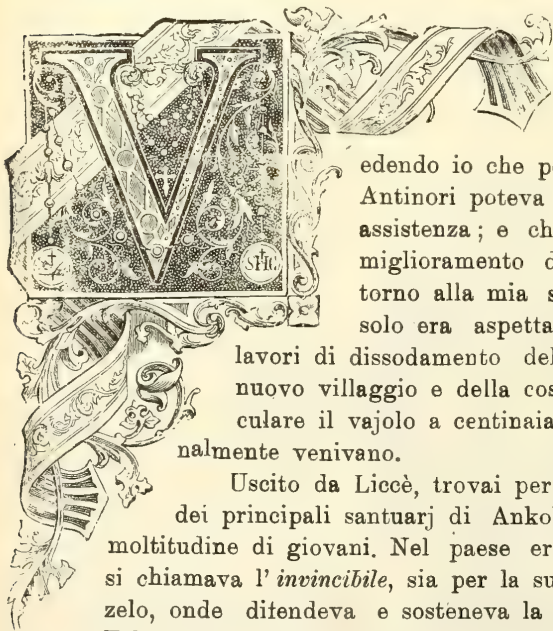 Vedendo io che p
Antinori poteva
assistenza; e ch
miglioramento d
torno alla mia s
solo era aspetta
lavori di dissodamento del
nuovo villaggio e della cos
culare il vajolo a centinaia
nalmente venivano.
Uscito da Liccè, trovai per
dei principali santuarj di Anko
moltitudine di giovani. Nel paese er
si chiamava l' invincibile, sia per la su
zelo, onde difendeva e sosteneva la